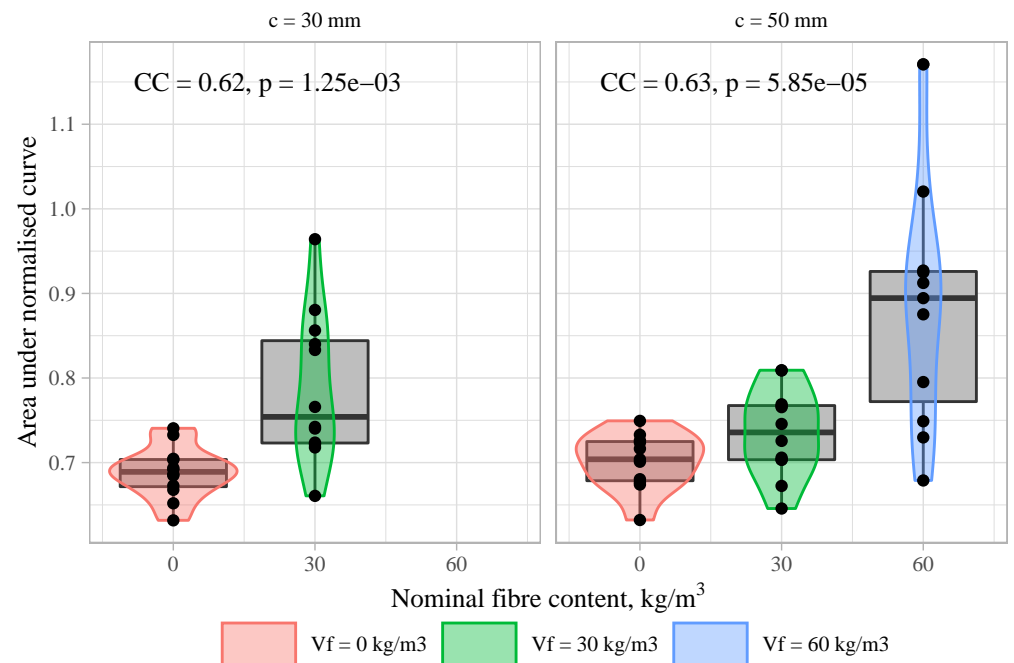 c = 30 mm
c = 50 mm
CC = 0.62, p = 1.25e−03
CC = 0.63, p = 5.85e−05
Area under normalised curve
1.1
1.0
0.9
0.8
0.7
0 30 60
0 30 60
Nominal fibre content, kg/m³
Vf = 0 kg/m3 Vf = 30 kg/m3 Vf = 60 kg/m3